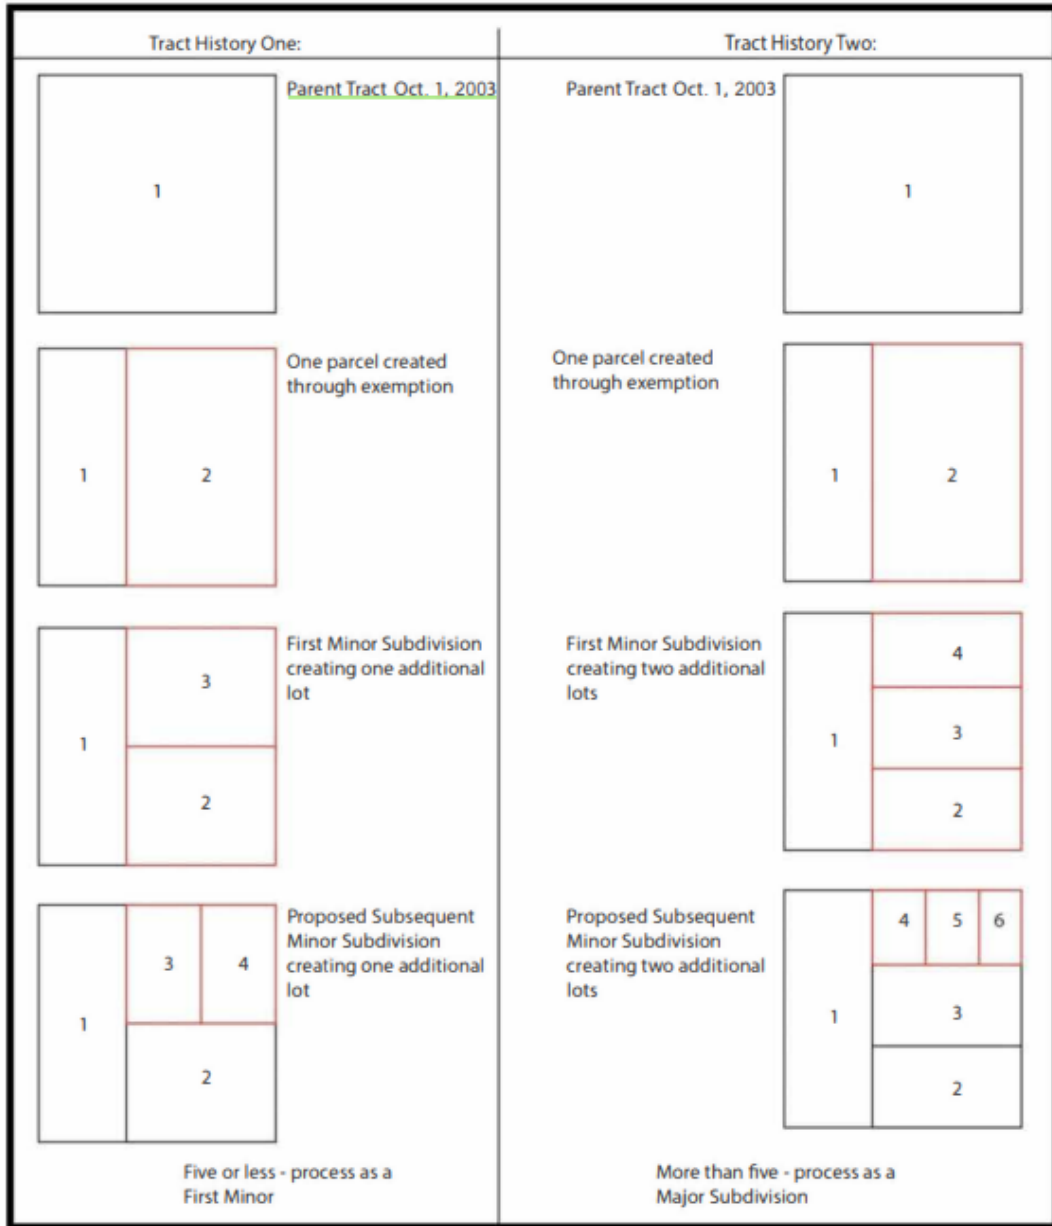 Tract History One:
Parent Tract Oct. 1, 2003
1
One parcel created
through exemption
1
2
First Minor Subdivision
creating one additional
lot
3
1
2
Proposed Subsequent
Minor Subdivision
creating one additional
lot
3
4
1
2
Five or less - process as a
First Minor
Tract History Two:
Parent Tract Oct. 1, 2003
1
One parcel created
through exemption
1
2
First Minor Subdivision
creating two additional
lots
4
3
1
2
Proposed Subsequent
Minor Subdivision
creating two additional
lots
4
5
6
3
1
2
More than five - process as a
Major Subdivision